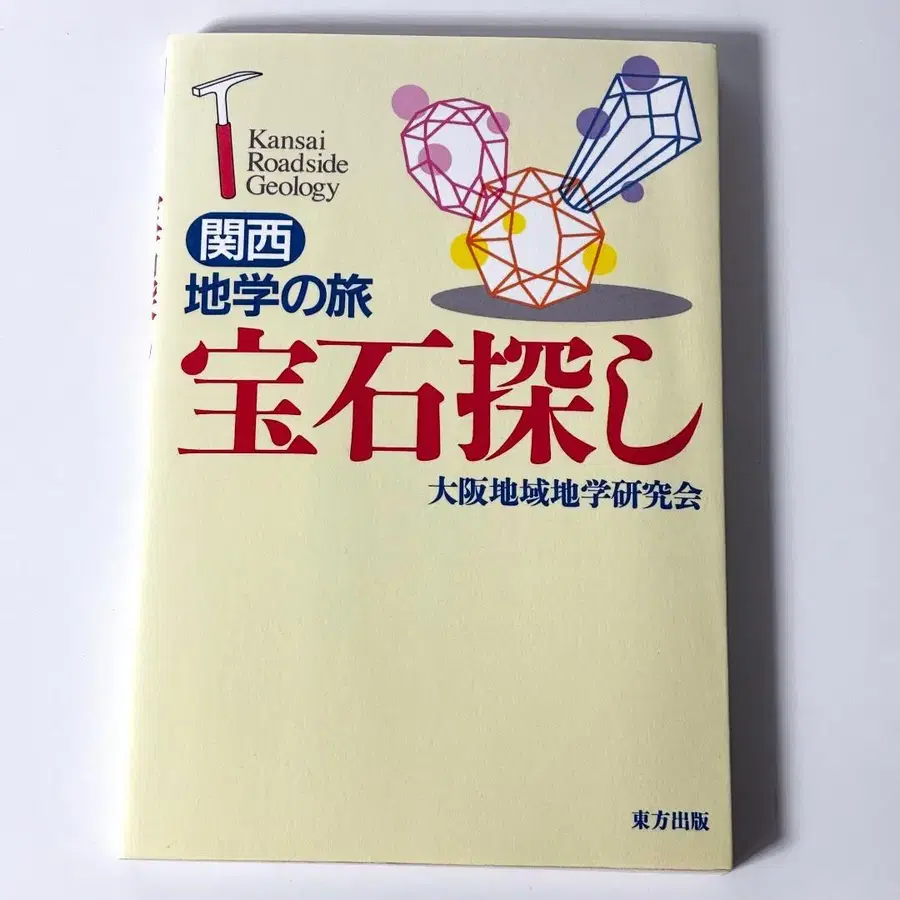 Kansai
Roadside
Geology
関西
地学の旅
宝石探し
大阪地域地学研究会
東方出版